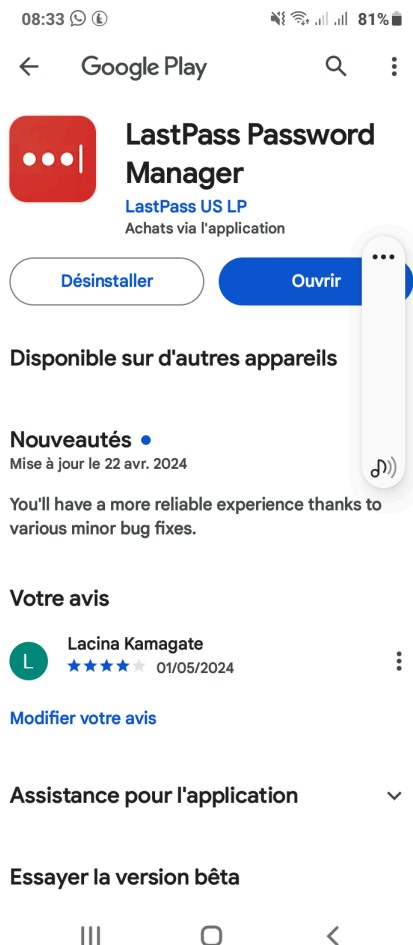 08:33 81%
Google Play
LastPass Password
Manager
LastPass US LP
Achats via l'application
Désinstaller
Ouvrir
Disponible sur d'autres appareils
Nouveautés
Mise à jour le 22 avr. 2024
You'll have a more reliable experience thanks to
various minor bug fixes.
Votre avis
L
Lacina Kamagate
01/05/2024
Modifier votre avis
Assistance pour l'application
Essayer la version bêta